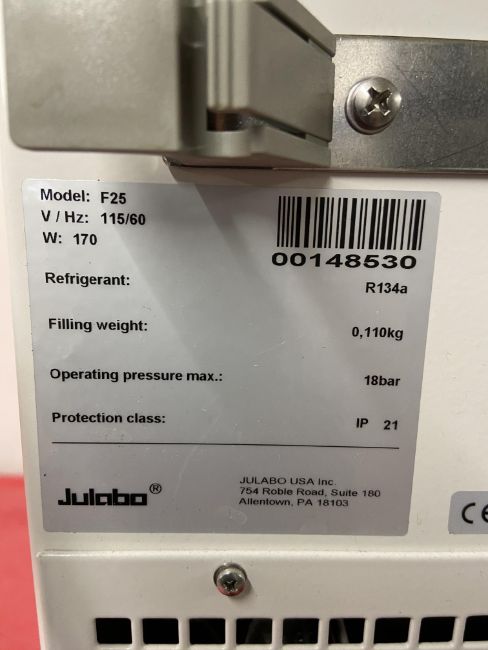 Model: F25
V / Hz: 115/60
W: 170
00148530
Refrigerant: R134a
Filling weight: 0,110kg
Operating pressure max.: 18bar
Protection class: IP 21
Julabo®
JULABO USA Inc.
754 Roble Road, Suite 180
Allentown, PA 18103
CE